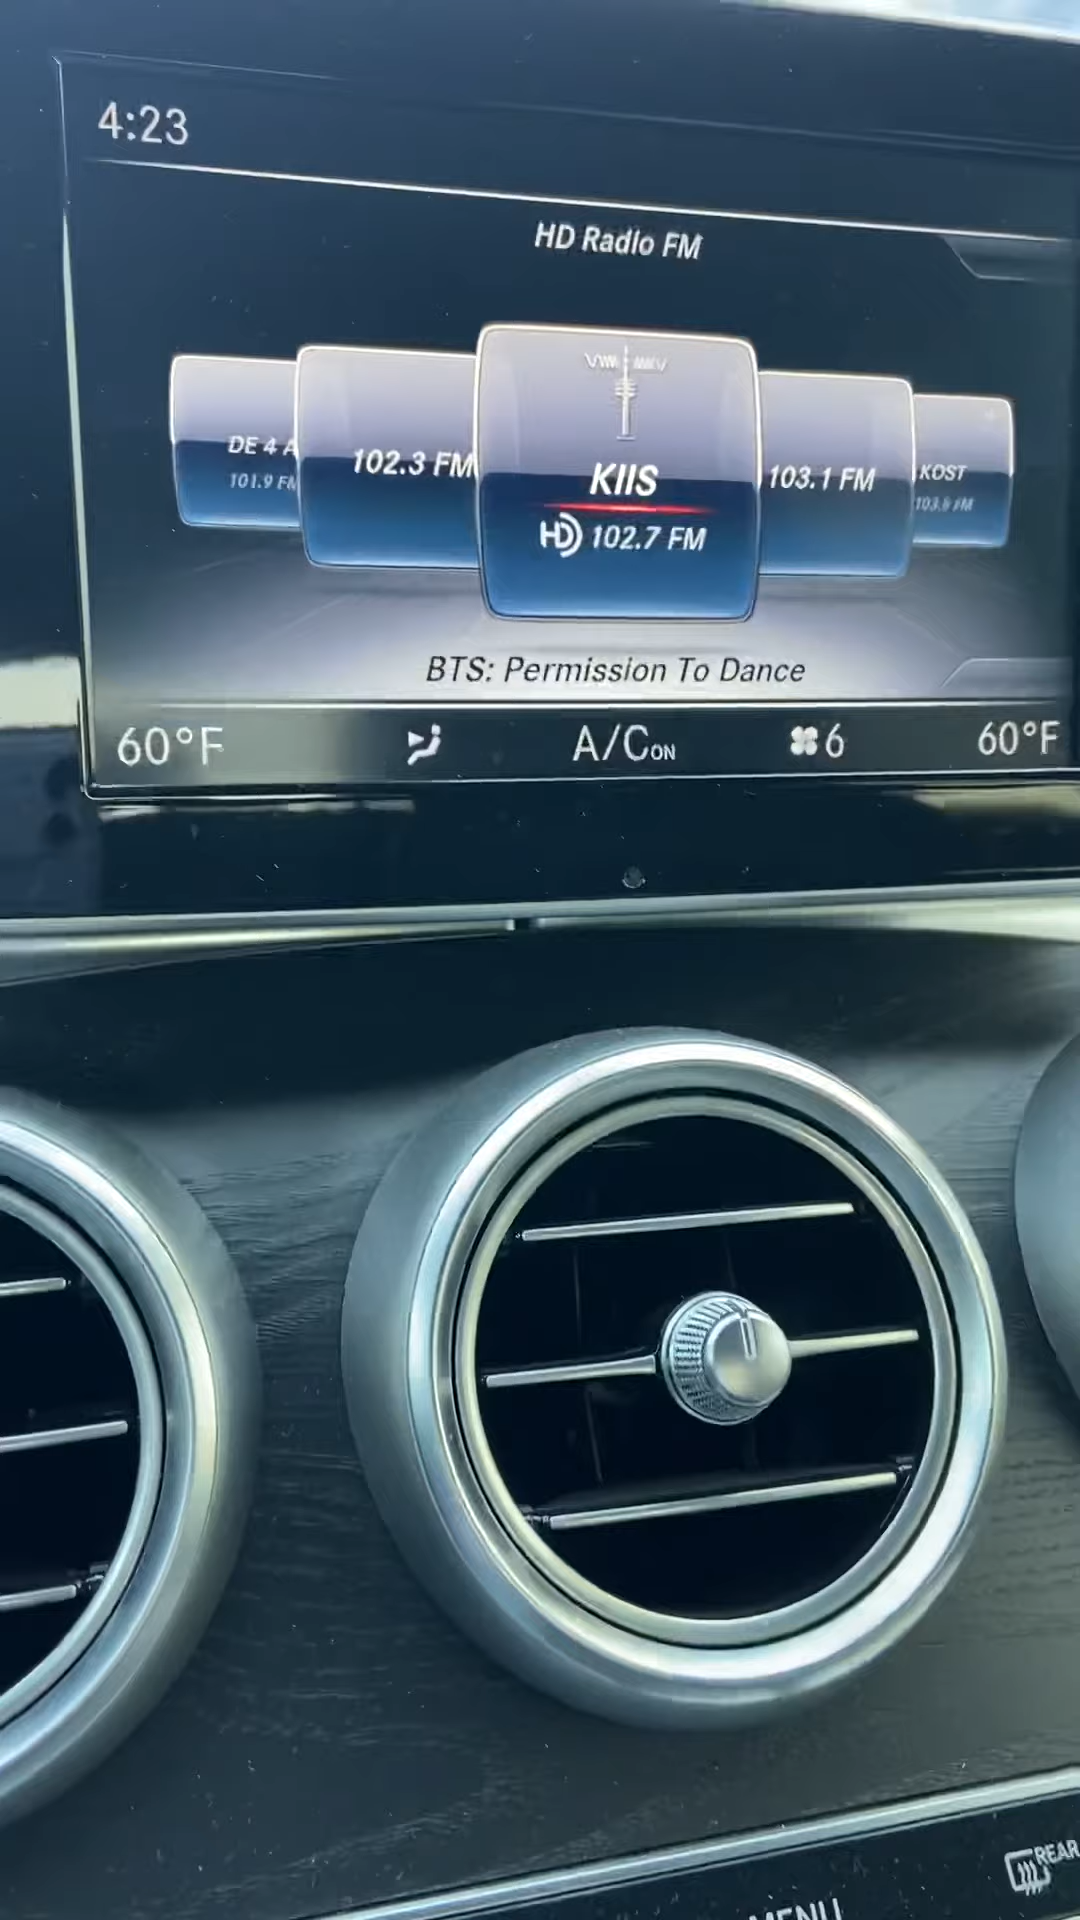 4:23
HD Radio FM
DE 4 A
101.9 FM
102.3 FM
KIIS
HD 102.7 FM
103.1 FM
KOST
103.5 FM
BTS: Permission To Dance
60°F
A/C ON
6
60°F
REAR
MENU